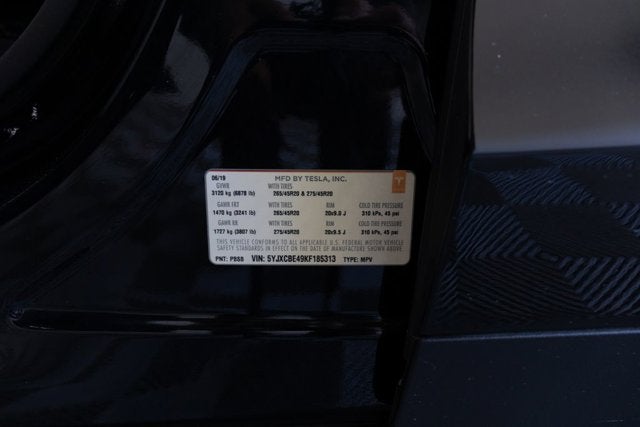 06/19 MFD BY TESLA, INC.
GVWR WITH TIRES
3120 kg (6878 lb) 265/45R20 & 275/45R20
GAWR FRT WITH TIRES RIM COLD TIRE PRESSURE
1470 kg (3241 lb) 265/45R20 20x9.0 J 310 kPa, 45 psi
GAWR RR WITH TIRES RIM COLD TIRE PRESSURE
1727 kg (3807 lb) 275/45R20 20x9.5 J 310 kPa, 45 psi
THIS VEHICLE CONFORMS TO ALL APPLICABLE U.S. FEDERAL MOTOR VEHICLE
SAFETY STANDARDS IN EFFECT ON THE DATE OF MANUFACTURE SHOWN ABOVE.
PNT: PBSB VIN: 5YJXCBE49KF185313 TYPE: MPV